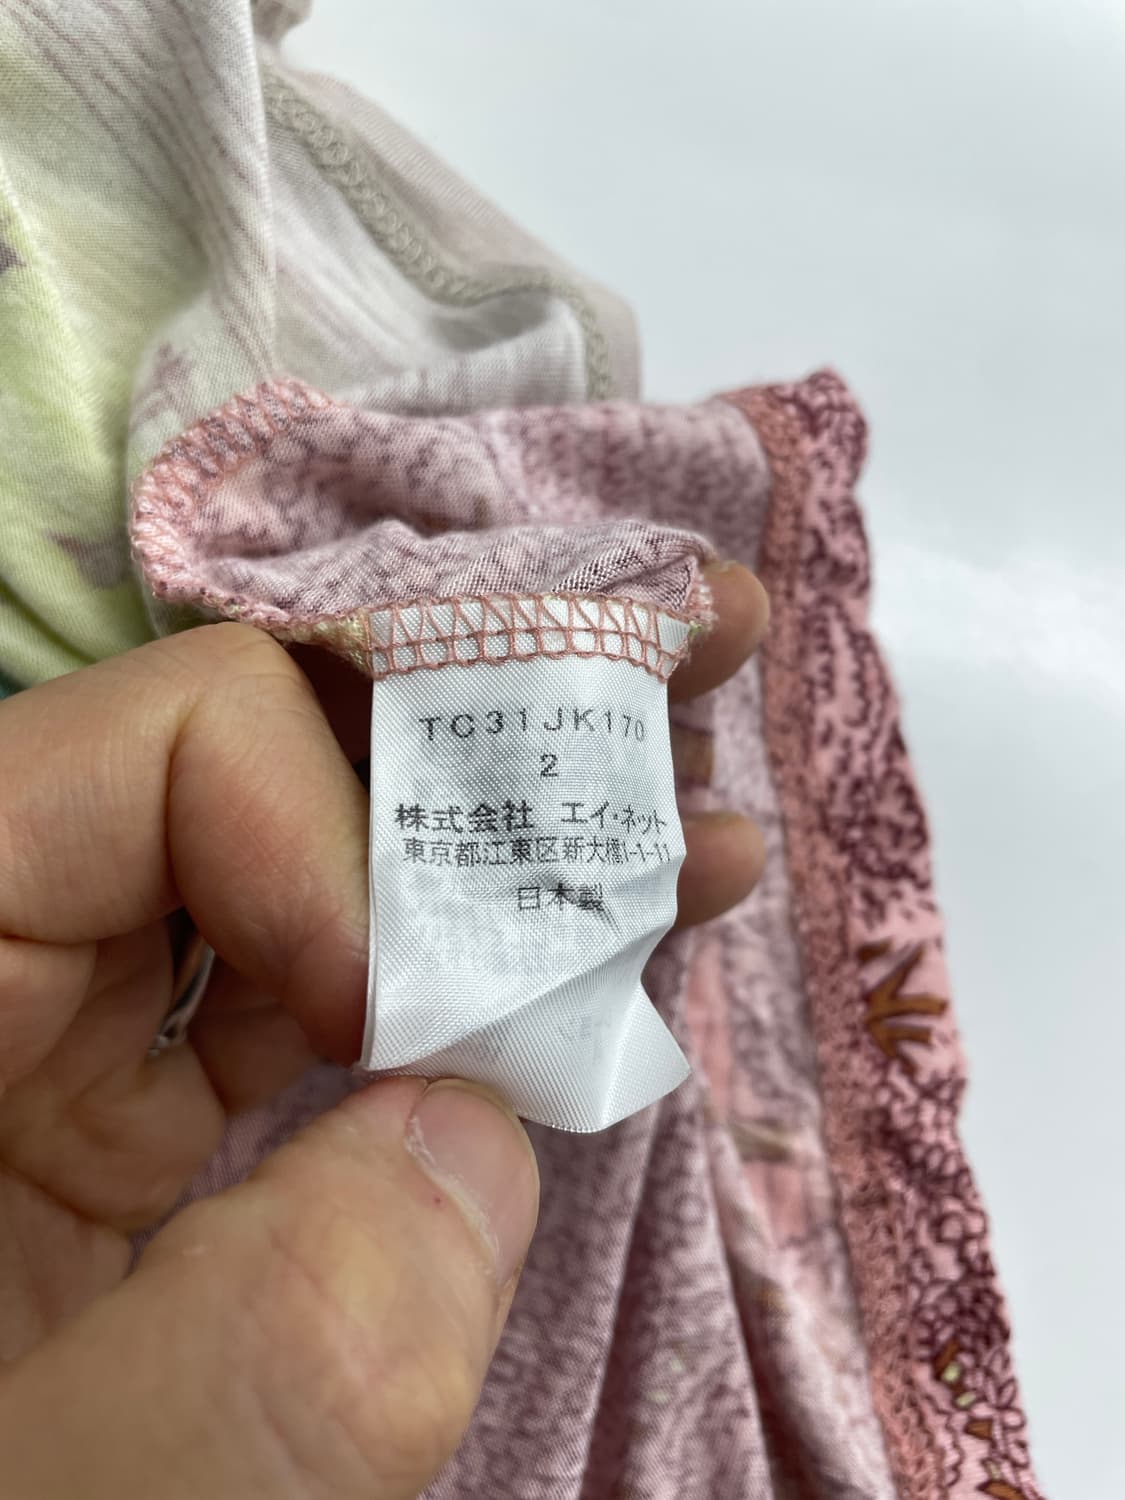 TC31JK170
2
株式会社 エイ・ネット
東京都江東区新大橋1-1-11
日本製